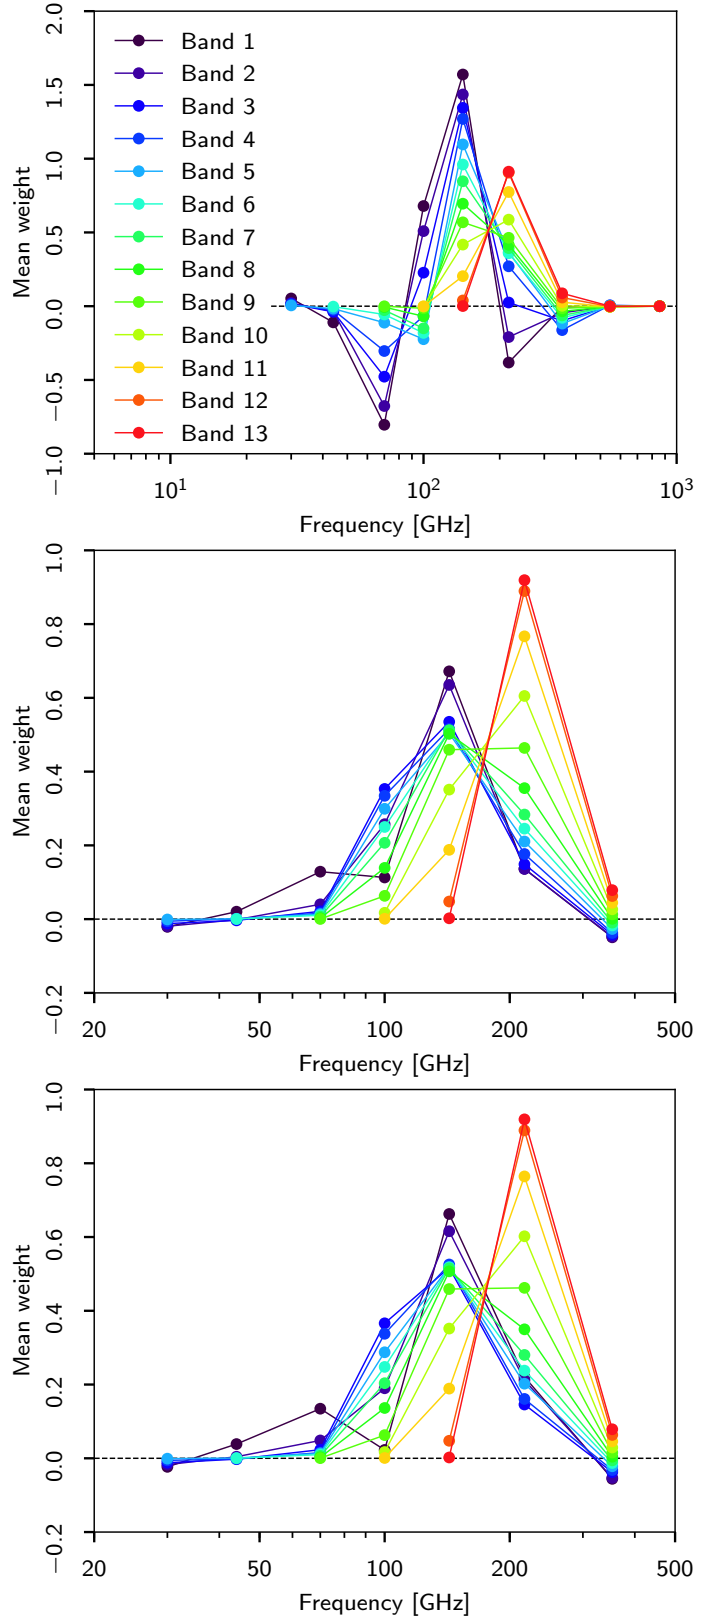 2.0
1.5
1.0
0.5
0.0
−0.5
−1.0
Mean weight
Band 1
Band 2
Band 3
Band 4
Band 5
Band 6
Band 7
Band 8
Band 9
Band 10
Band 11
Band 12
Band 13
10¹ 10² 10³
Frequency [GHz]
1.0
0.8
0.6
0.4
0.2
0.0
−0.2
Mean weight
20 50 100 200 500
Frequency [GHz]
1.0
0.8
0.6
0.4
0.2
0.0
−0.2
Mean weight
20 50 100 200 500
Frequency [GHz]